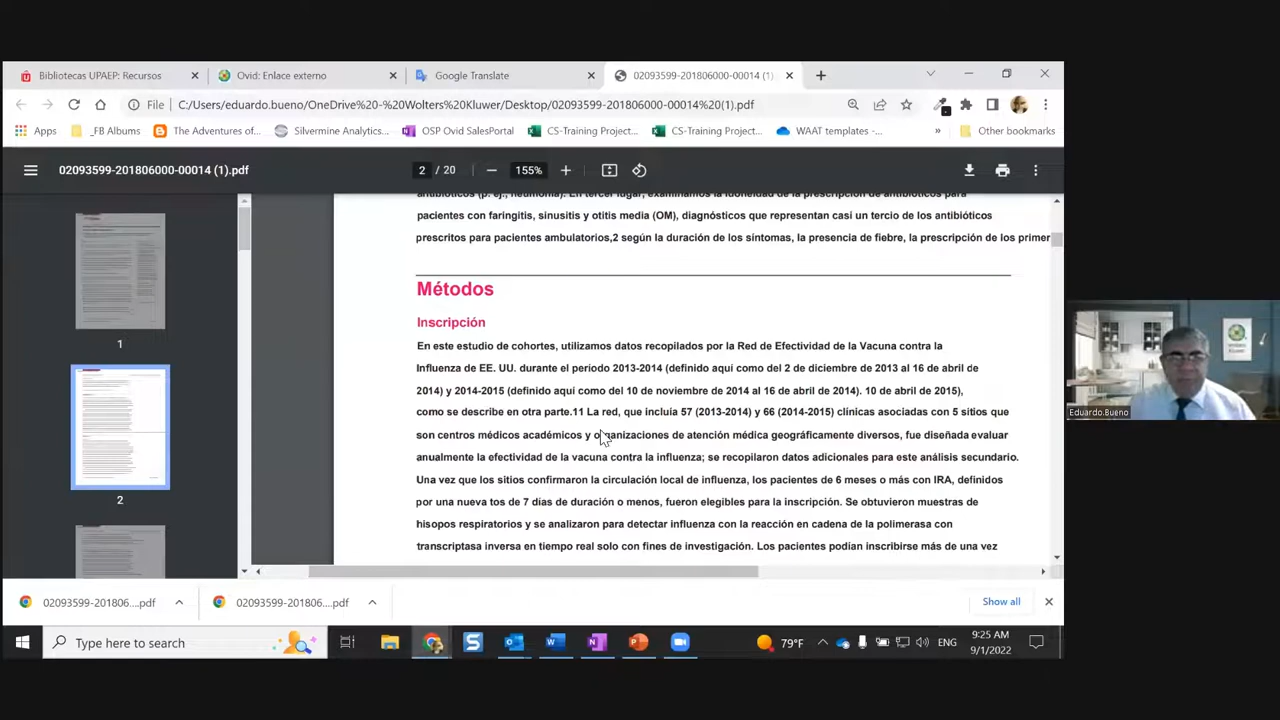 Bibliotecas UPAEP: Recursos
Ovid: Enlace externo
Google Translate
02093599-201806000-00014 (1)
File
C:/Users/eduardo.bueno/OneDrive%20-%20Wolters%20Kluwer/Desktop/02093599-201806000-00014%20(1).pdf
Apps
_FB Albums
The Adventures of...
Silvermine Analytics...
OSP Ovid SalesPortal
CS-Training Project...
CS-Training Project...
WAAT templates -...
»
Other bookmarks
02093599-201806000-00014 (1).pdf
2 / 20
155%
pacientes con faringitis, sinusitis y otitis media (OM), diagnósticos que representan casi un tercio de los antibióticos
prescritos para pacientes ambulatorios,2 según la duración de los síntomas, la presencia de fiebre, la prescripción de los primer
Métodos
Inscripción
En este estudio de cohortes, utilizamos datos recopilados por la Red de Efectividad de la Vacuna contra la
Influenza de EE. UU. durante el período 2013-2014 (definido aquí como del 2 de diciembre de 2013 al 16 de abril de
2014) y 2014-2015 (definido aquí como del 10 de noviembre de 2014 al 16 de abril de 2014). 10 de abril de 2015),
como se describe en otra parte.11 La red, que incluía 57 (2013-2014) y 66 (2014-2015) clínicas asociadas con 5 sitios que
son centros médicos académicos y organizaciones de atención médica geográficamente diversos, fue diseñada evaluar
anualmente la efectividad de la vacuna contra la influenza; se recopilaron datos adicionales para este análisis secundario.
Una vez que los sitios confirmaron la circulación local de influenza, los pacientes de 6 meses o más con IRA, definidos
por una nueva tos de 7 días de duración o menos, fueron elegibles para la inscripción. Se obtuvieron muestras de
hisopos respiratorios y se analizaron para detectar influenza con la reacción en cadena de la polimerasa con
transcriptasa inversa en tiempo real solo con fines de investigación. Los pacientes podían inscribirse más de una vez
1
2
Eduardo.Bueno
02093599-201806....pdf
02093599-201806....pdf
Show all
Type here to search
79°F
ENG
9:25 AM
9/1/2022